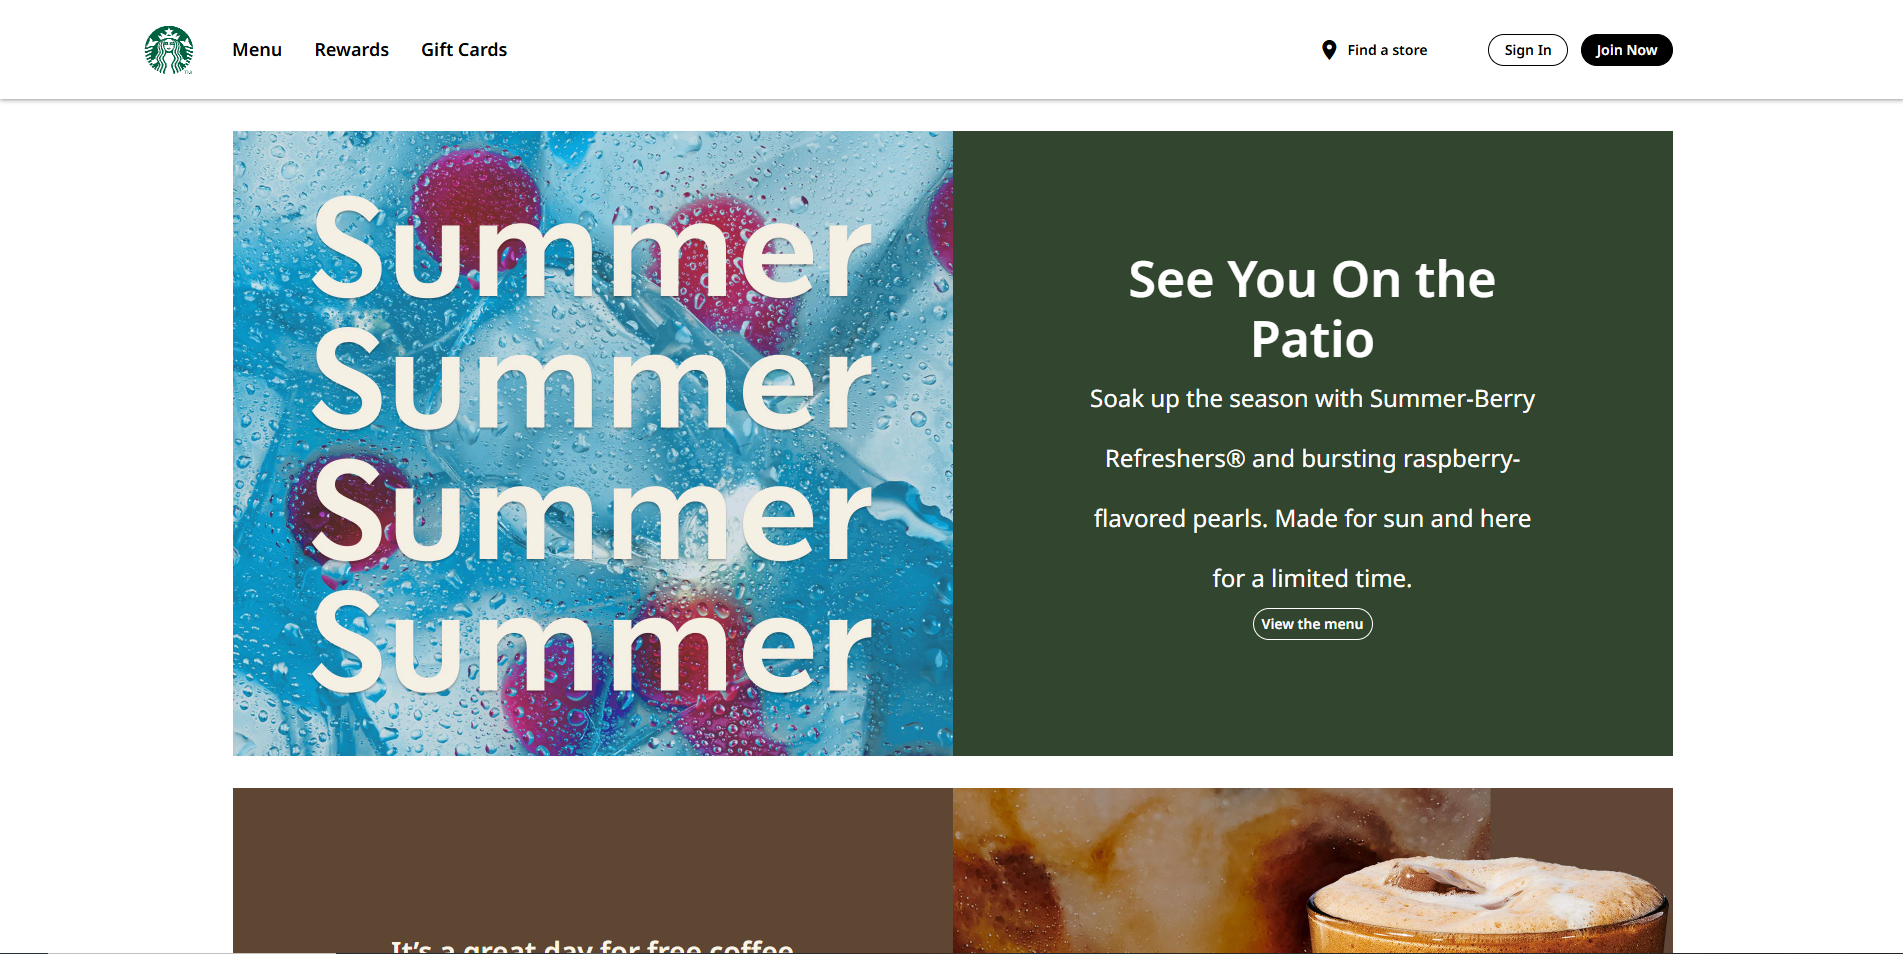 Menu
Rewards
Gift Cards
Find a store
Sign In
Join Now
Summer
Summer
Summer
Summer
See You On the
Patio
Soak up the season with Summer-Berry
Refreshers® and bursting raspberry-
flavored pearls. Made for sun and here
for a limited time.
View the menu
It’s a great day for free coffee